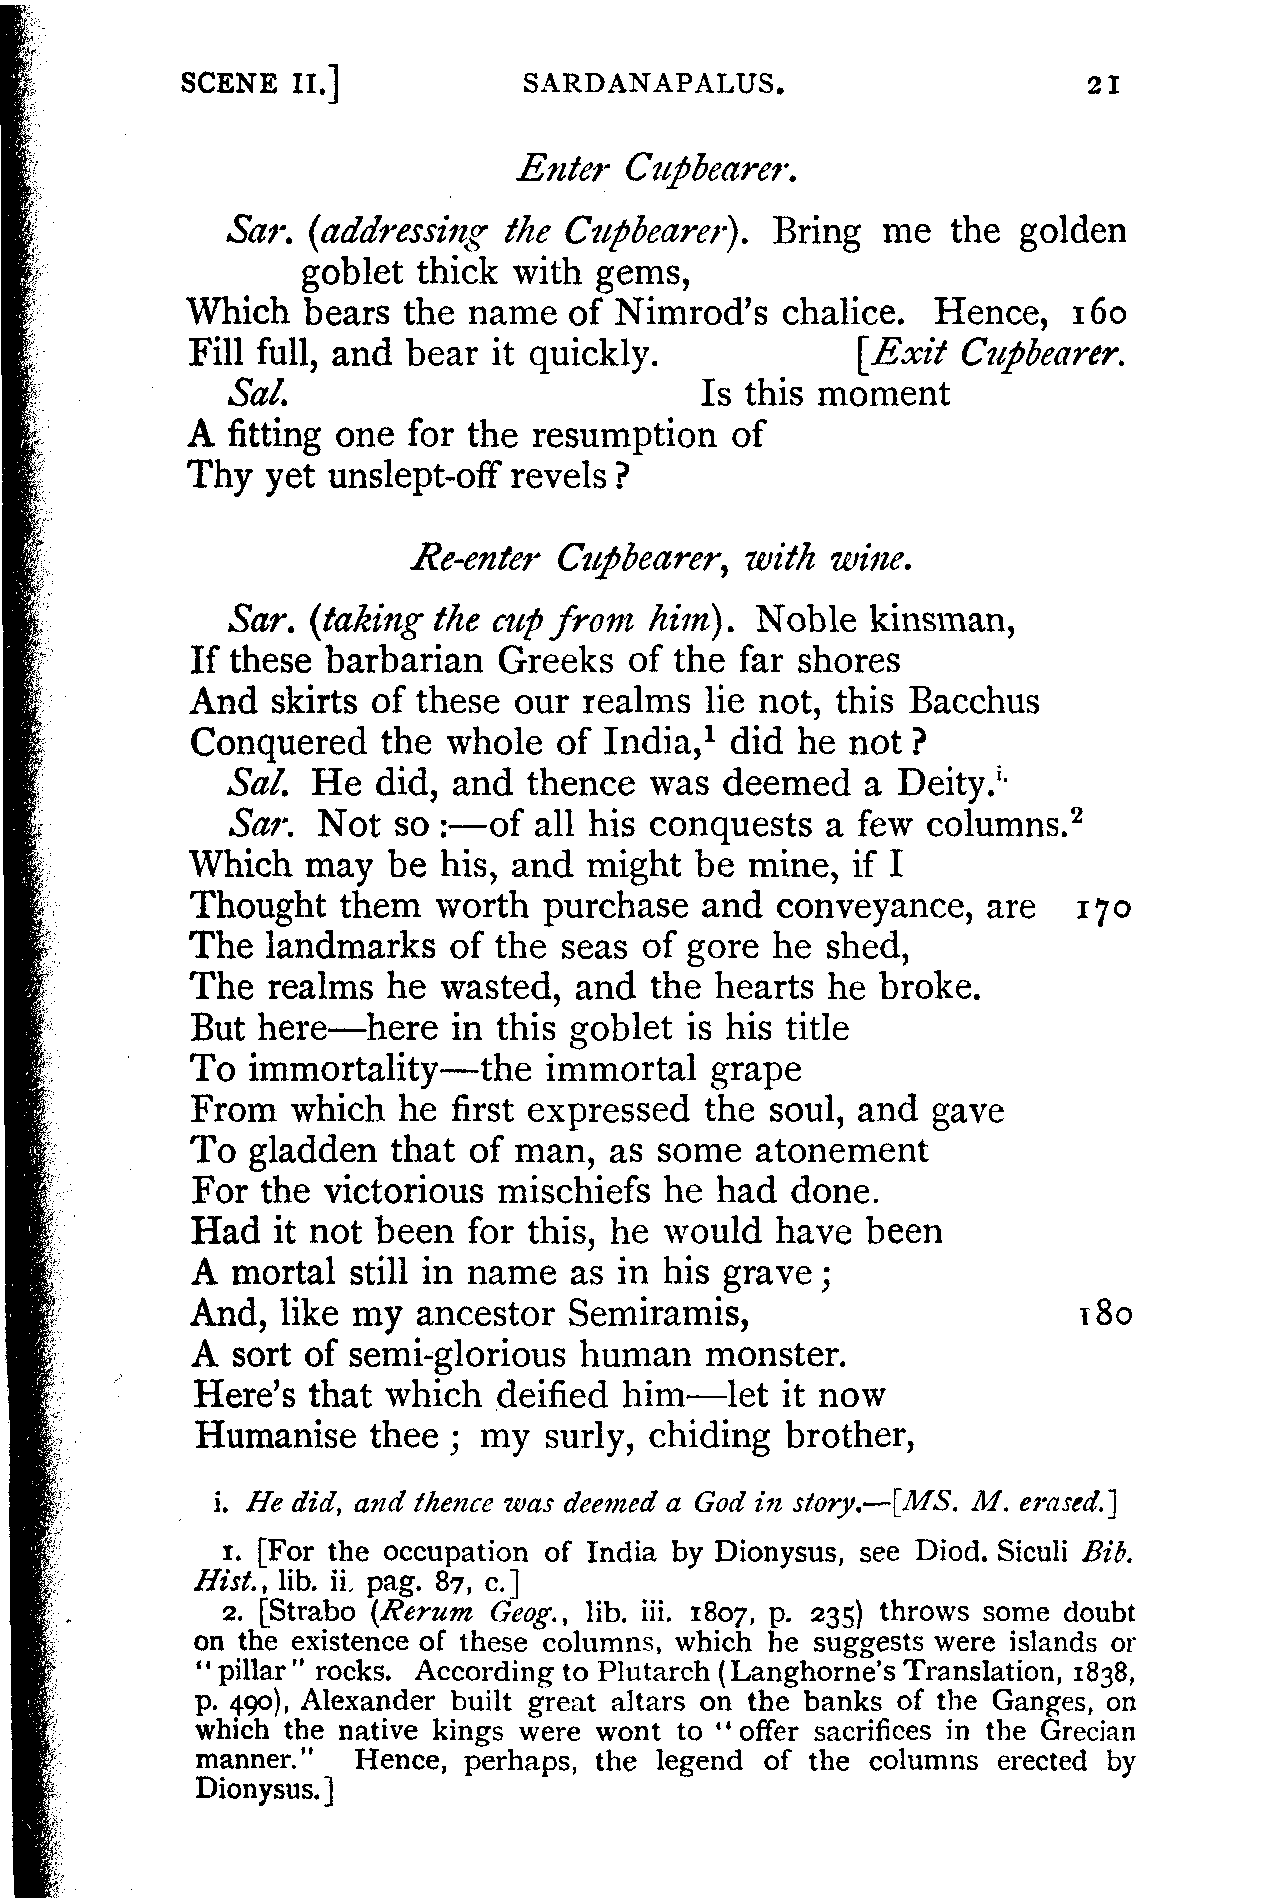 SCENE II.] SARDANAPALUS. 21
Enter Cupbearer.
Sar. (addressing the Cupbearer). Bring me the golden
goblet thick with gems,
Which bears the name of Nimrod's chalice. Hence, 160
Fill full, and bear it quickly. [Exit Cupbearer.
Sal. Is this moment
A fitting one for the resumption of
Thy yet unslept-off revels?
Re-enter Cupbearer, with wine.
Sar. (taking the cup from him). Noble kinsman,
If these barbarian Greeks of the far shores
And skirts of these our realms lie not, this Bacchus
Conquered the whole of India,¹ did he not?
Sal. He did, and thence was deemed a Deity.ⁱ·
Sar. Not so:—of all his conquests a few columns.²
Which may be his, and might be mine, if I
Thought them worth purchase and conveyance, are 170
The landmarks of the seas of gore he shed,
The realms he wasted, and the hearts he broke.
But here—here in this goblet is his title
To immortality—the immortal grape
From which he first expressed the soul, and gave
To gladden that of man, as some atonement
For the victorious mischiefs he had done.
Had it not been for this, he would have been
A mortal still in name as in his grave;
And, like my ancestor Semiramis, 180
A sort of semi-glorious human monster.
Here's that which deified him—let it now
Humanise thee; my surly, chiding brother,
i. He did, and thence was deemed a God in story.—[MS. M. erased.]
1. [For the occupation of India by Dionysus, see Diod. Siculi Bib.
Hist., lib. ii, pag. 87, c.]
2. [Strabo (Rerum Geog., lib. iii. 1807, p. 235) throws some doubt
on the existence of these columns, which he suggests were islands or
"pillar" rocks. According to Plutarch (Langhorne's Translation, 1838,
p. 490), Alexander built great altars on the banks of the Ganges, on
which the native kings were wont to "offer sacrifices in the Grecian
manner." Hence, perhaps, the legend of the columns erected by
Dionysus.]